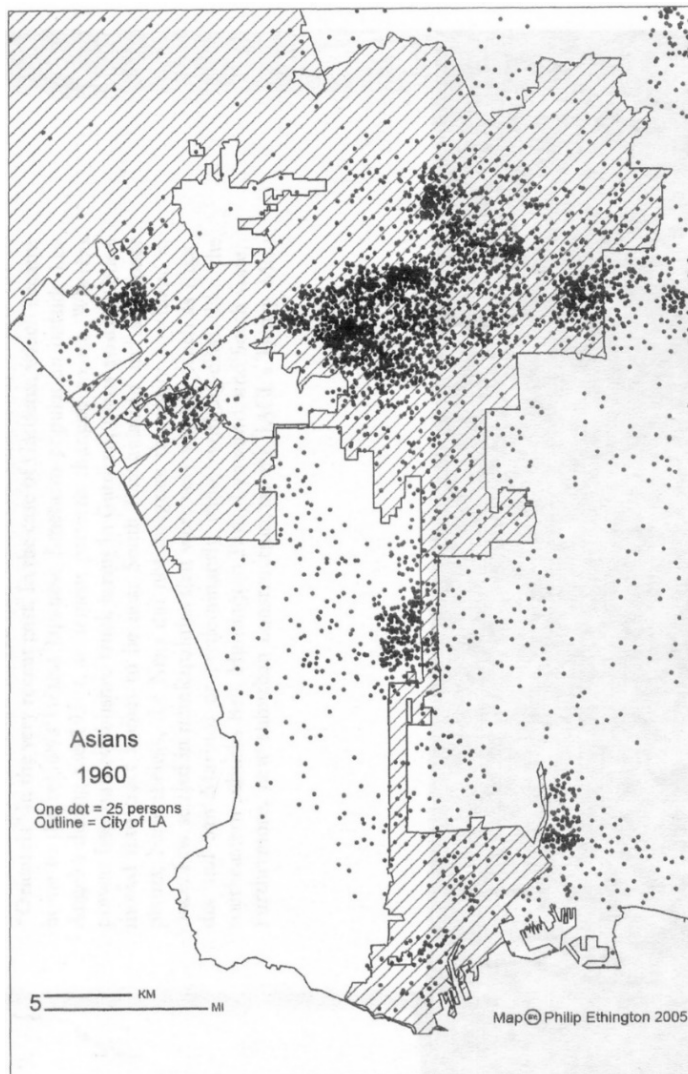 Asians
1960
One dot = 25 persons
Outline = City of LA
5 KM
MI
Map Philip Ethington 2005